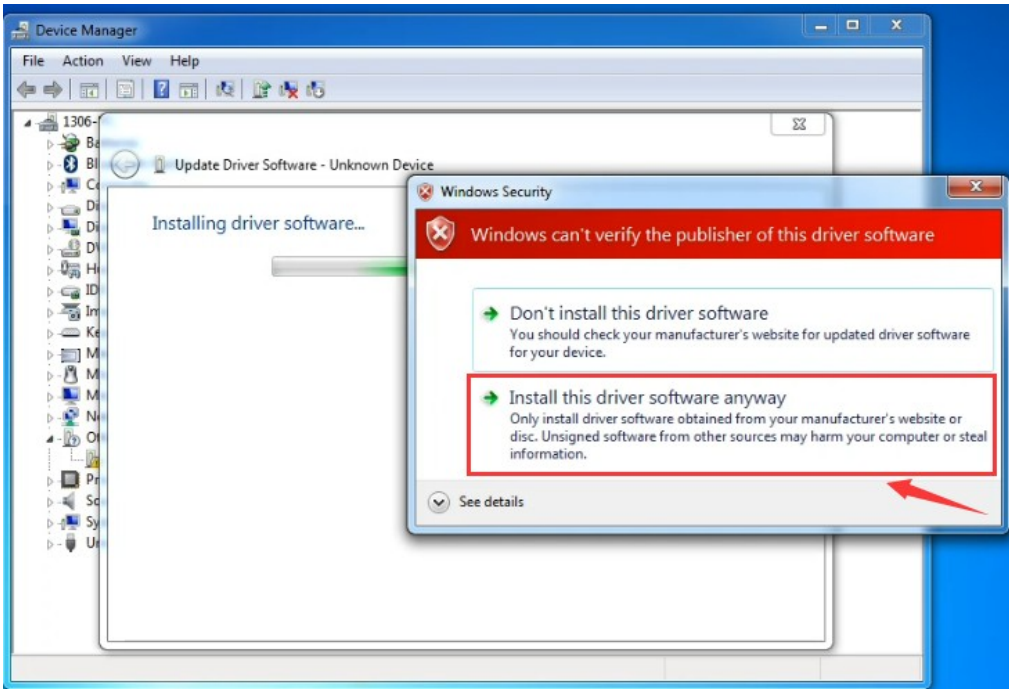 Device Manager
File Action View Help
1306-
Update Driver Software - Unknown Device
Installing driver software...
Windows Security
Windows can't verify the publisher of this driver software
Don't install this driver software
You should check your manufacturer's website for updated driver software
for your device.
Install this driver software anyway
Only install driver software obtained from your manufacturer's website or
disc. Unsigned software from other sources may harm your computer or steal
information.
See details